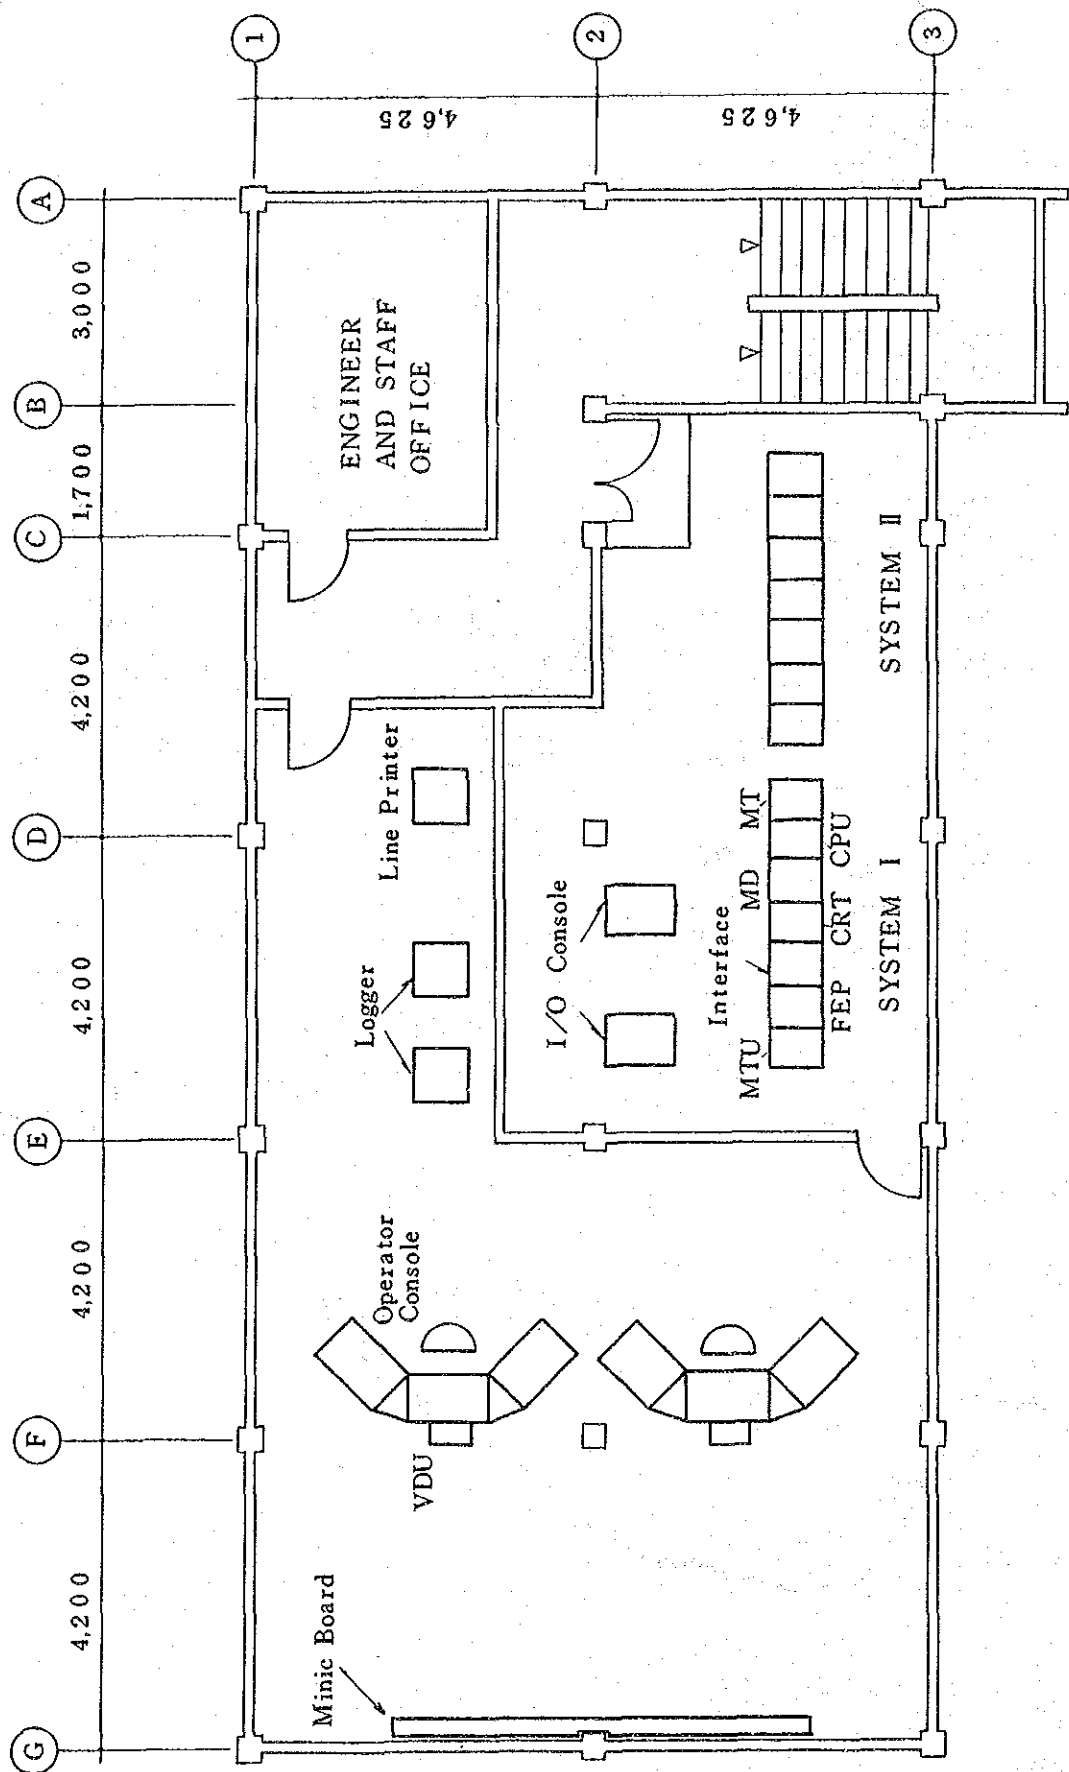 G
F
E
D
C
B
A
4,200
4,200
4,200
4,200
1,700
3,000
1
2
3
4,625
4,625
Minic Board
VDU
Operator
Console
Logger
Line Printer
ENGINEER
AND STAFF
OFFICE
I/O Console
Interface
MTU
MD
MT
FEP
CRT
CPU
SYSTEM I
SYSTEM II